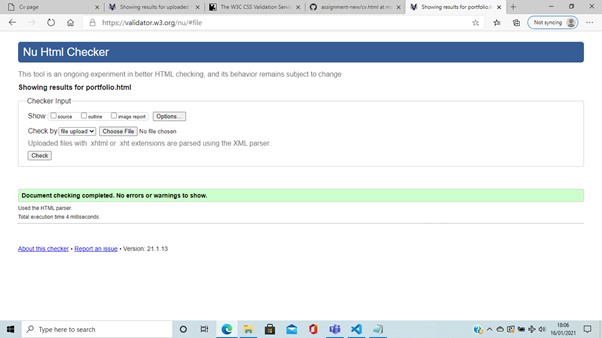 Cv page
Showing results for uploaded f
The W3C CSS Validation Servi
assignment-new/cv.html at m
Showing results for portfolio.h
https://validator.w3.org/nu/#file
Not syncing
Nu Html Checker
This tool is an ongoing experiment in better HTML checking, and its behavior remains subject to change
Showing results for portfolio.html
Checker Input
Show source outline image report Options...
Check by file upload Choose File No file chosen
Uploaded files with .xhtml or .xht extensions are parsed using the XML parser.
Check
Document checking completed. No errors or warnings to show.
Used the HTML parser.
Total execution time 4 milliseconds.
About this checker • Report an issue • Version: 21.1.13
Type here to search
18:06
16/01/2021